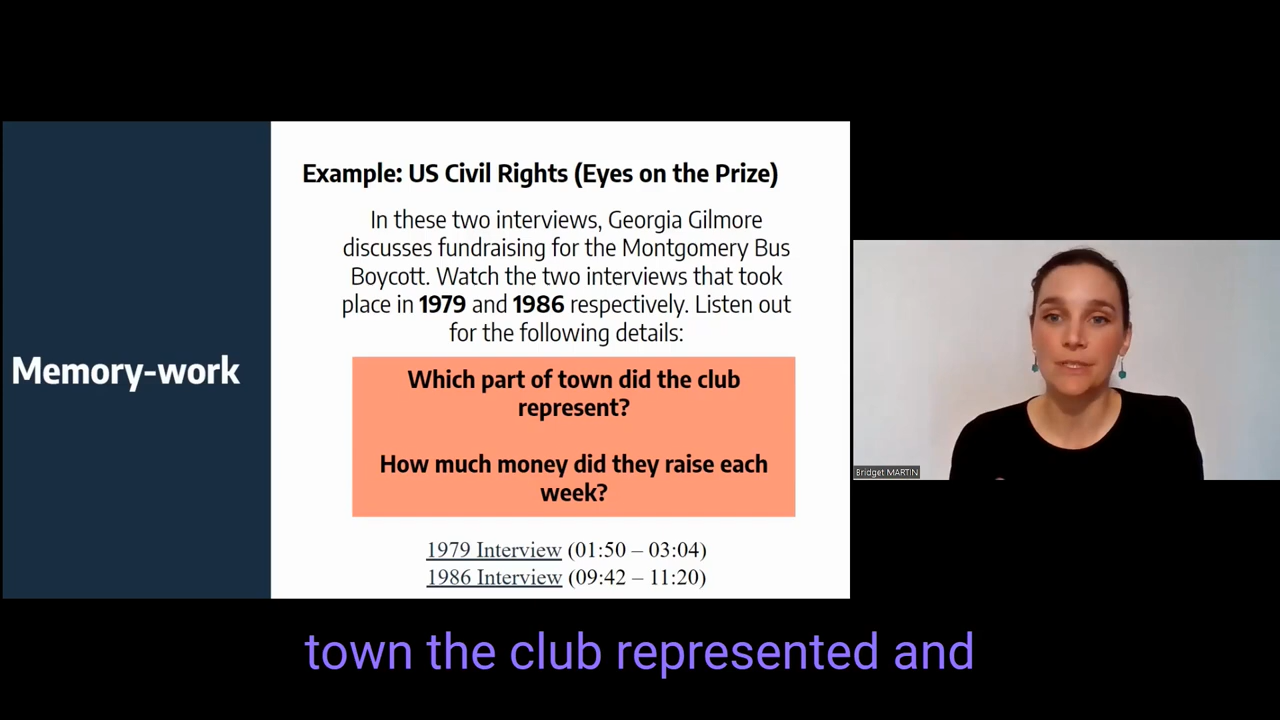 Memory-work
Example: US Civil Rights (Eyes on the Prize)
In these two interviews, Georgia Gilmore
discusses fundraising for the Montgomery Bus
Boycott. Watch the two interviews that took
place in 1979 and 1986 respectively. Listen out
for the following details:
Which part of town did the club
represent?
How much money did they raise each
week?
1979 Interview (01:50 – 03:04)
1986 Interview (09:42 – 11:20)
Bridget MARTIN
town the club represented and